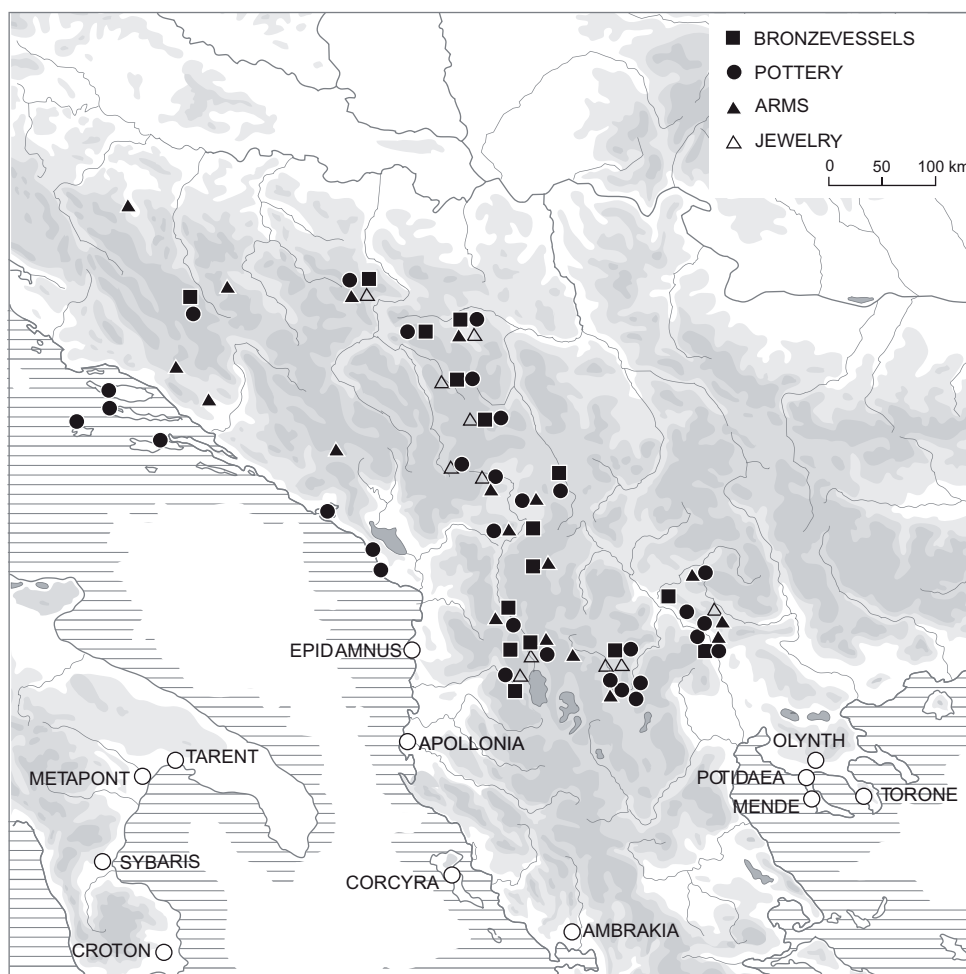 BRONZEVESSELS
POTTERY
ARMS
JEWELRY
0 50 100 km
EPIDAMNUS
APOLLONIA
TARENT
METAPONT
OLYNTH
POTIDAEA
MENDE
TORONE
SYBARIS
CORCYRA
AMBRAKIA
CROTON